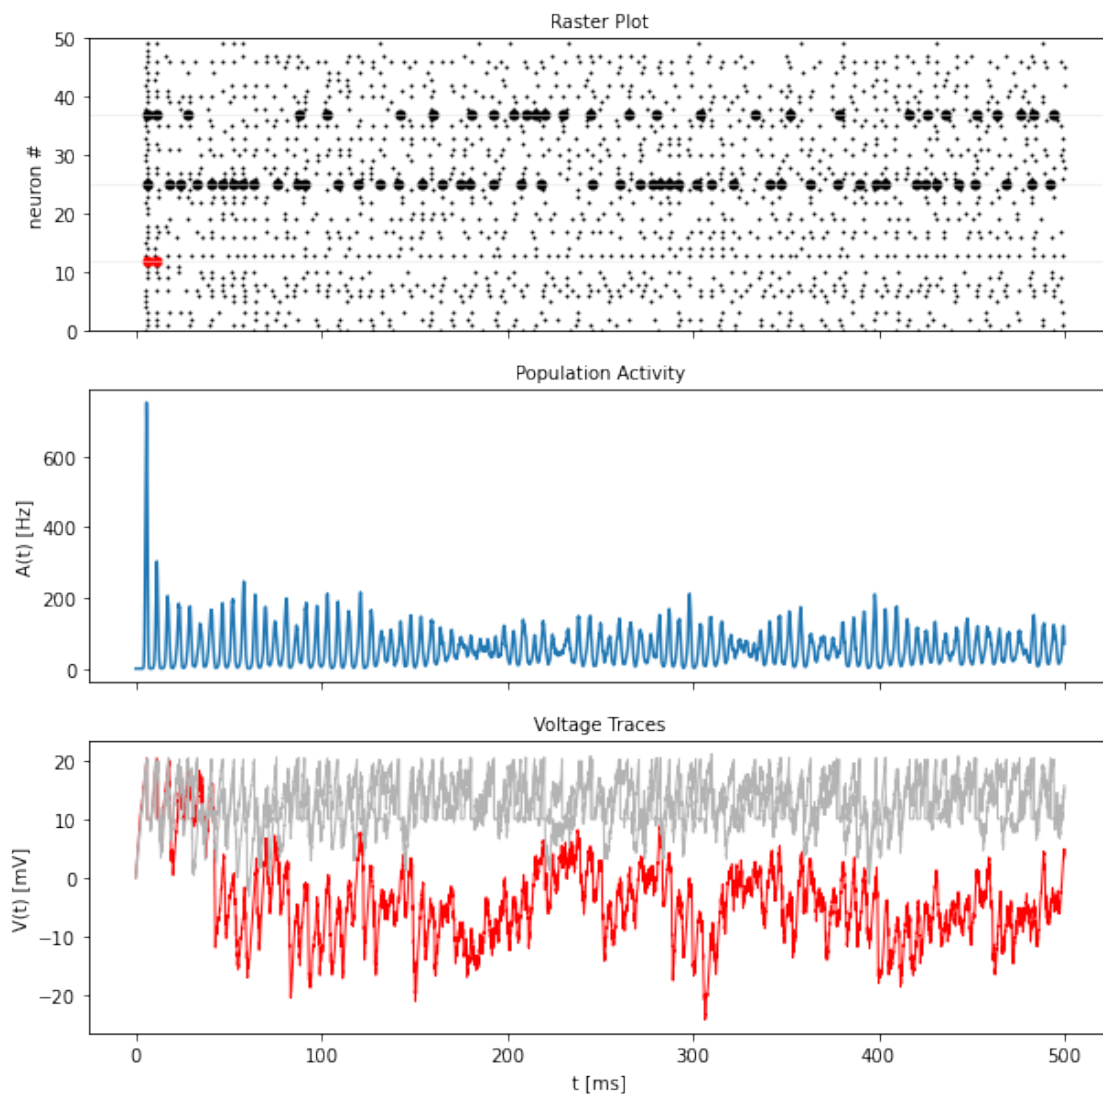 Raster Plot
50
40
30
20
10
0
neuron #
Population Activity
600
400
200
0
A(t) [Hz]
Voltage Traces
20
10
0
−10
−20
V(t) [mV]
0 100 200 300 400 500
t [ms]